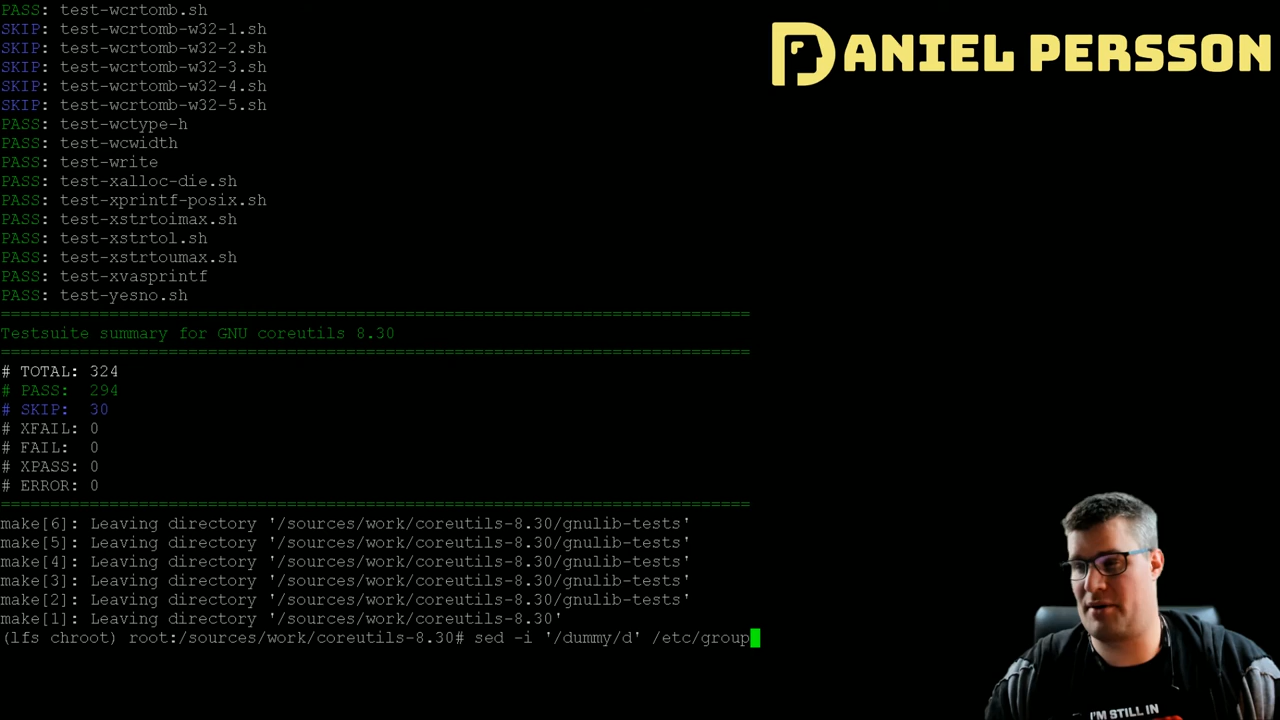 PASS: test-wcrtomb.sh
SKIP: test-wcrtomb-w32-1.sh
SKIP: test-wcrtomb-w32-2.sh
SKIP: test-wcrtomb-w32-3.sh
SKIP: test-wcrtomb-w32-4.sh
SKIP: test-wcrtomb-w32-5.sh
PASS: test-wctype-h
PASS: test-wcwidth
PASS: test-write
PASS: test-xalloc-die.sh
PASS: test-xprintf-posix.sh
PASS: test-xstrtoimax.sh
PASS: test-xstrtol.sh
PASS: test-xstrtoumax.sh
PASS: test-xvasprintf
PASS: test-yesno.sh
============================================================================
Testsuite summary for GNU coreutils 8.30
============================================================================
# TOTAL: 324
# PASS:  294
# SKIP:  30
# XFAIL: 0
# FAIL:  0
# XPASS: 0
# ERROR: 0
============================================================================
make[6]: Leaving directory '/sources/work/coreutils-8.30/gnulib-tests'
make[5]: Leaving directory '/sources/work/coreutils-8.30/gnulib-tests'
make[4]: Leaving directory '/sources/work/coreutils-8.30/gnulib-tests'
make[3]: Leaving directory '/sources/work/coreutils-8.30/gnulib-tests'
make[2]: Leaving directory '/sources/work/coreutils-8.30/gnulib-tests'
make[1]: Leaving directory '/sources/work/coreutils-8.30'
(lfs chroot) root:/sources/work/coreutils-8.30# sed -i '/dummy/d' /etc/group
DANIEL PERSSON
I'M STILL IN